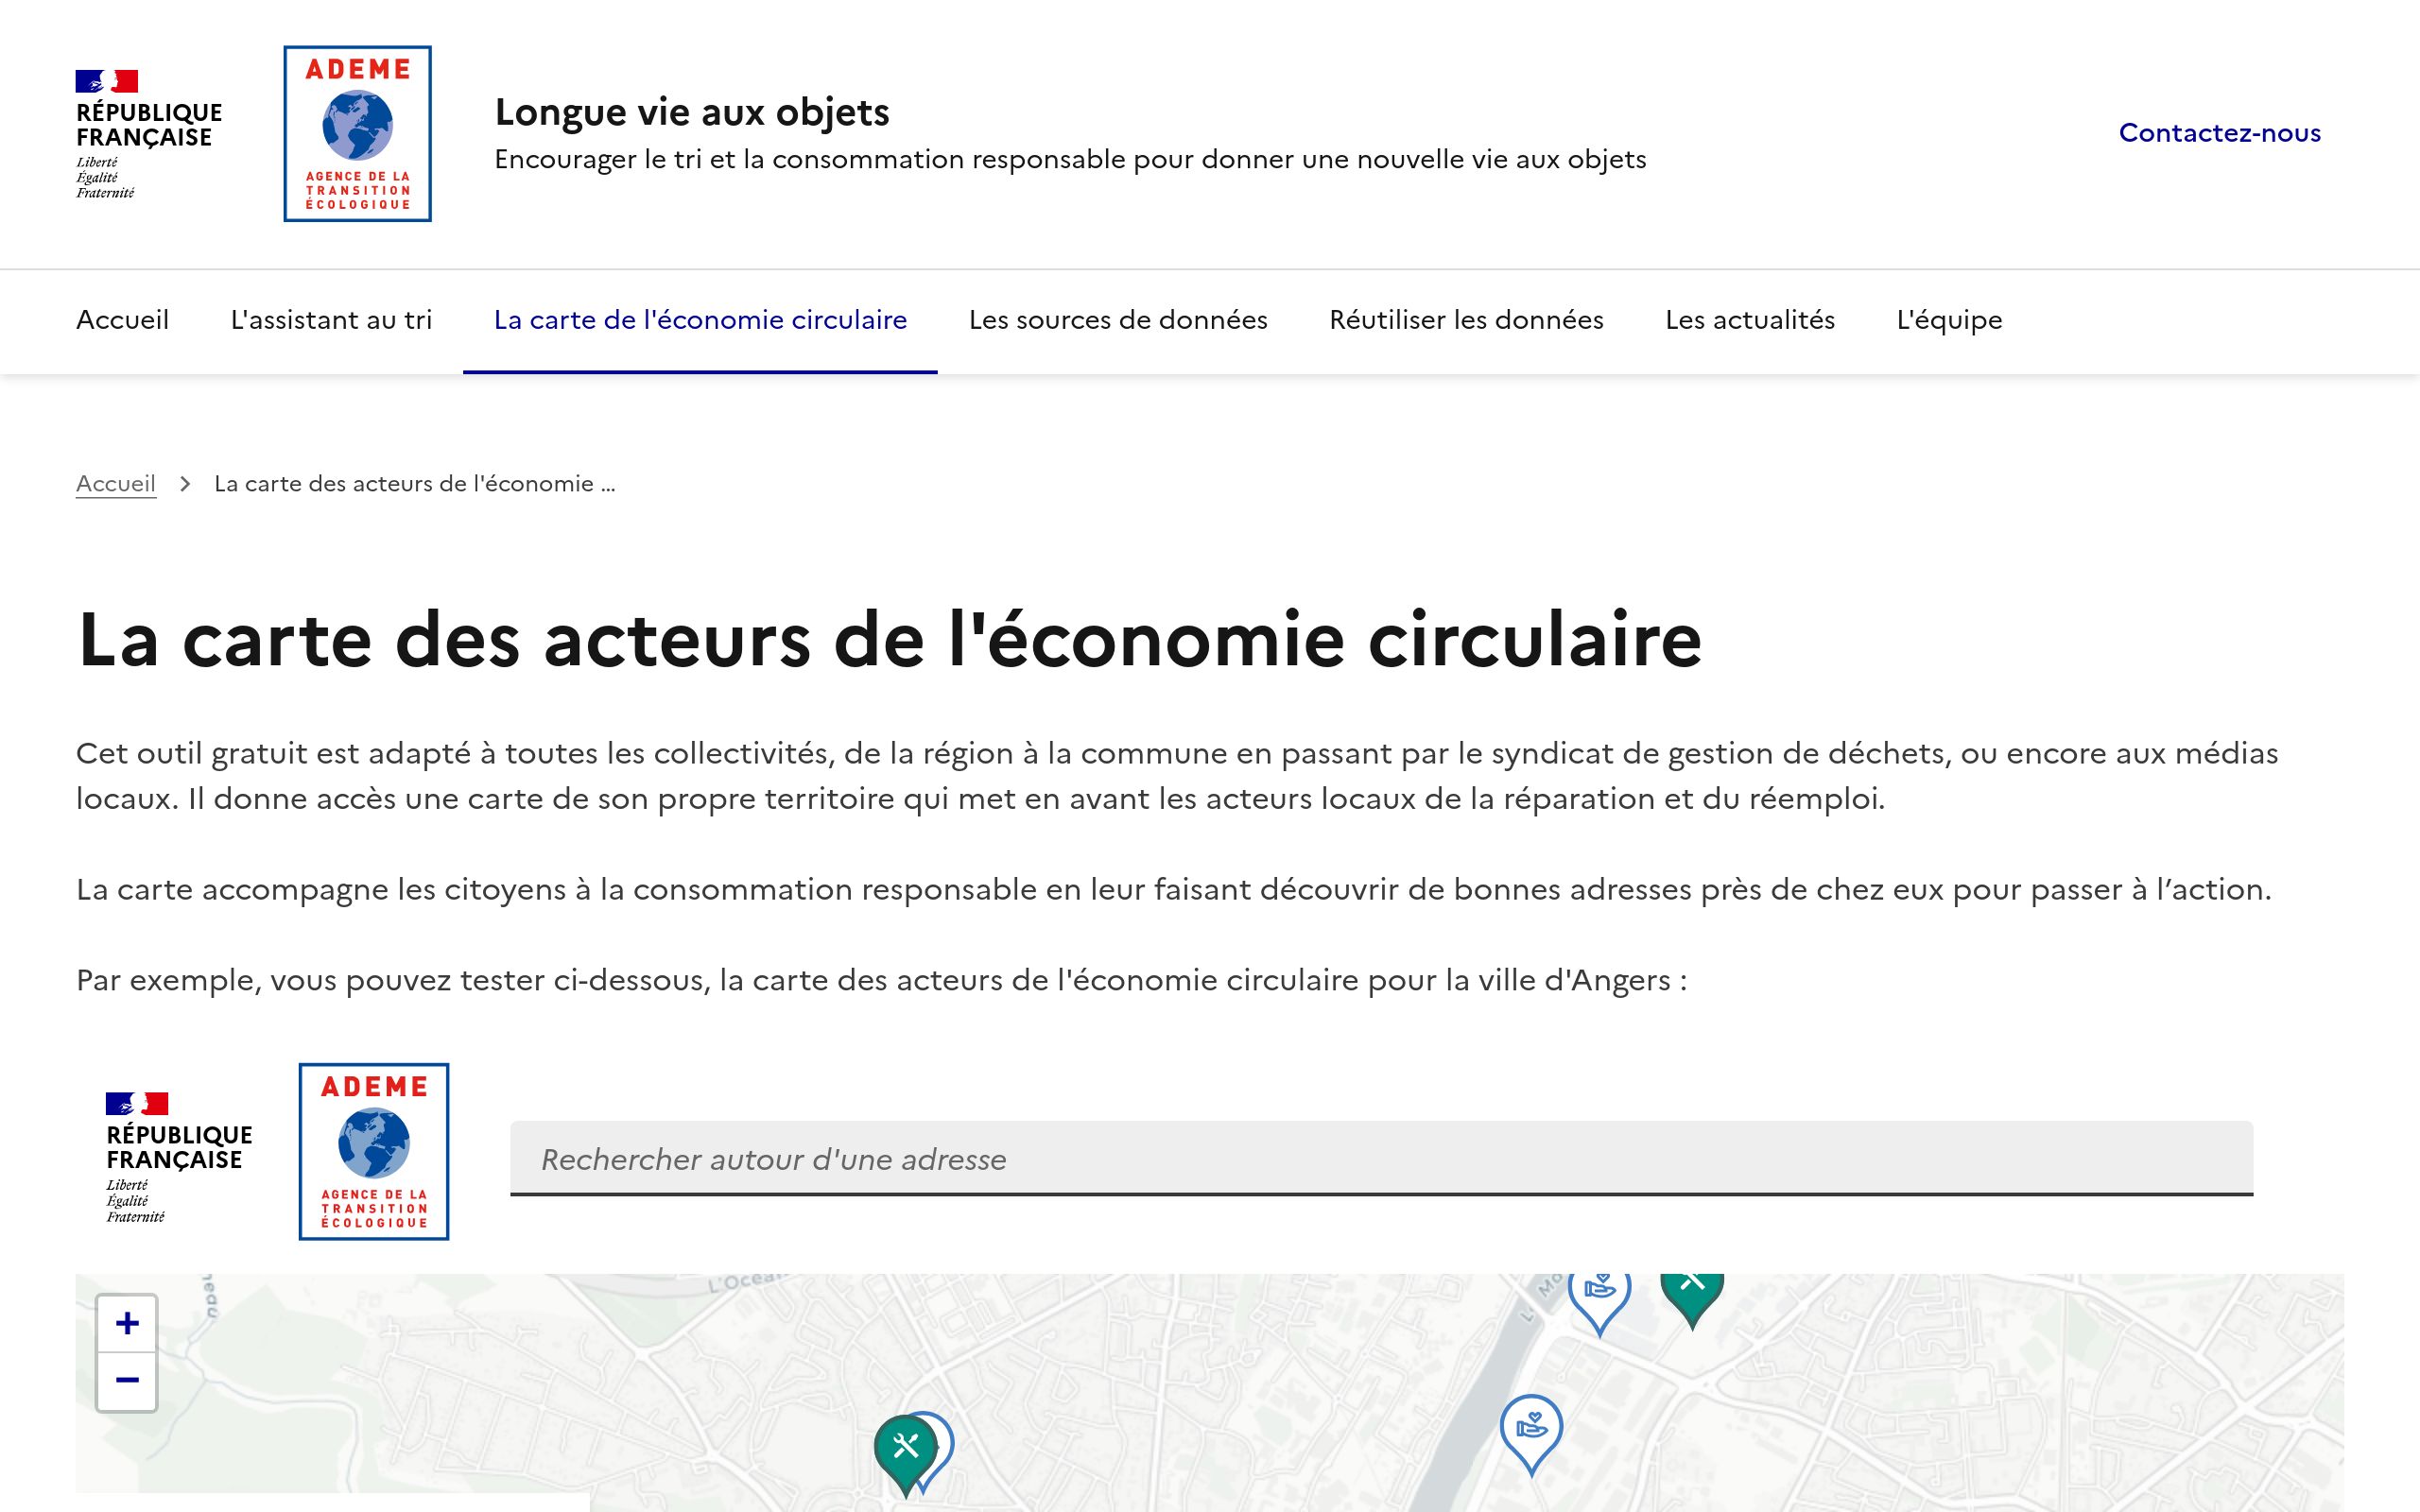 RÉPUBLIQUE
FRANÇAISE
Liberté
Égalité
Fraternité
ADEME
AGENCE DE LA
TRANSITION
ÉCOLOGIQUE
Longue vie aux objets
Encourager le tri et la consommation responsable pour donner une nouvelle vie aux objets
Contactez-nous
Accueil L'assistant au tri La carte de l'économie circulaire Les sources de données Réutiliser les données Les actualités L'équipe
Accueil > La carte des acteurs de l'économie ...
La carte des acteurs de l'économie circulaire
Cet outil gratuit est adapté à toutes les collectivités, de la région à la commune en passant par le syndicat de gestion de déchets, ou encore aux médias
locaux. Il donne accès une carte de son propre territoire qui met en avant les acteurs locaux de la réparation et du réemploi.
La carte accompagne les citoyens à la consommation responsable en leur faisant découvrir de bonnes adresses près de chez eux pour passer à l’action.
Par exemple, vous pouvez tester ci-dessous, la carte des acteurs de l'économie circulaire pour la ville d'Angers :
RÉPUBLIQUE
FRANÇAISE
Liberté
Égalité
Fraternité
ADEME
AGENCE DE LA
TRANSITION
ÉCOLOGIQUE
Rechercher autour d'une adresse
+
−